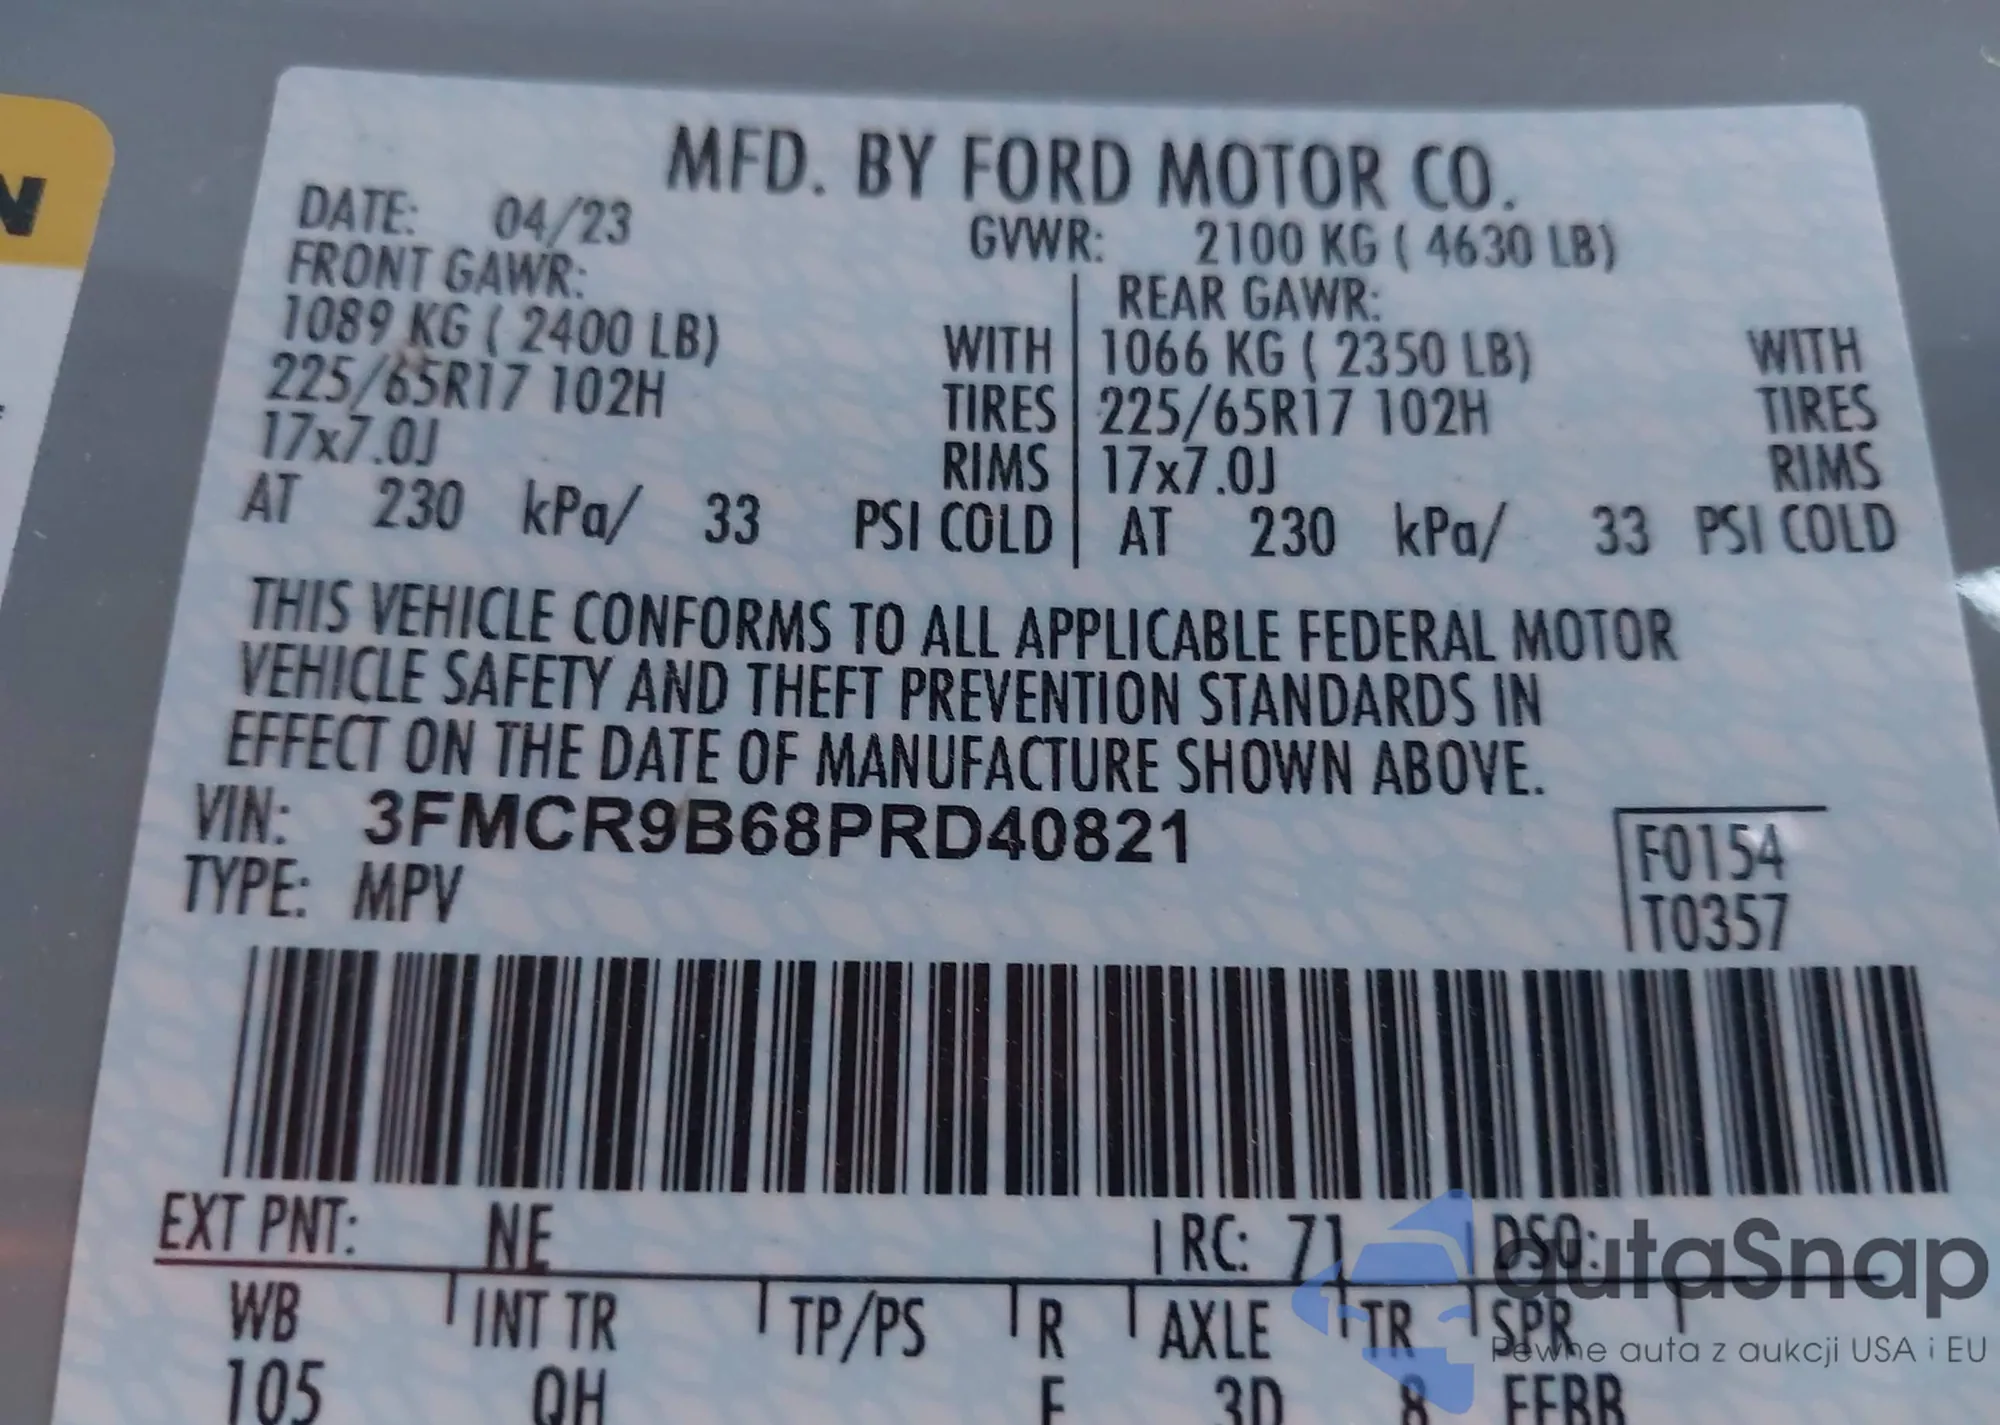 N
MFD. BY FORD MOTOR CO.
DATE: 04/23
GVWR: 2100 KG ( 4630 LB)
FRONT GAWR:
REAR GAWR:
1089 KG ( 2400 LB) WITH
1066 KG ( 2350 LB) WITH
225/65R17 102H TIRES
225/65R17 102H TIRES
17x7.0J RIMS
17x7.0J RIMS
AT 230 kPa/ 33 PSI COLD
AT 230 kPa/ 33 PSI COLD
THIS VEHICLE CONFORMS TO ALL APPLICABLE FEDERAL MOTOR
VEHICLE SAFETY AND THEFT PREVENTION STANDARDS IN
EFFECT ON THE DATE OF MANUFACTURE SHOWN ABOVE.
VIN: 3FMCR9B68PRD40821
F0154
TYPE: MPV
T0357
EXT PNT: NE RC: 71 DSO:
WB INT TR TP/PS R AXLE TR SPR
105 QH F 3D 8 FFBB
autaSnap
Pewne auta z aukcji USA i EU